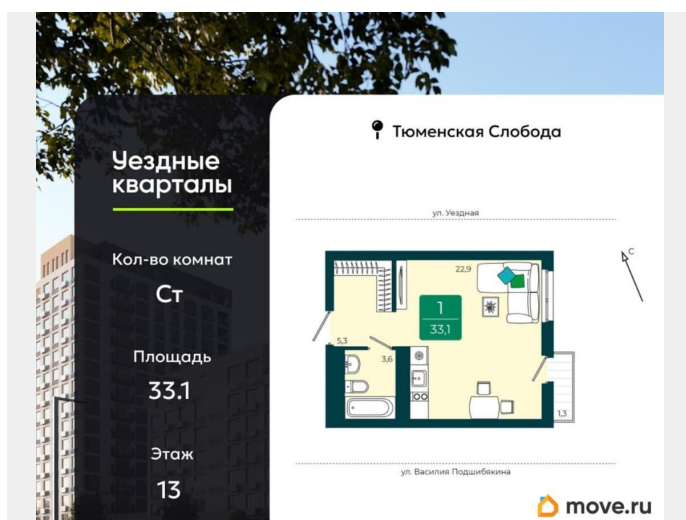 Уездные
кварталы
Кол-во комнат
Ст
Площадь
33.1
Этаж
13
Тюменская Слобода
ул. Уездная
С
22,9
1
33,1
5,3
3,6
1,3
ул. Василия Подшибякина
move.ru